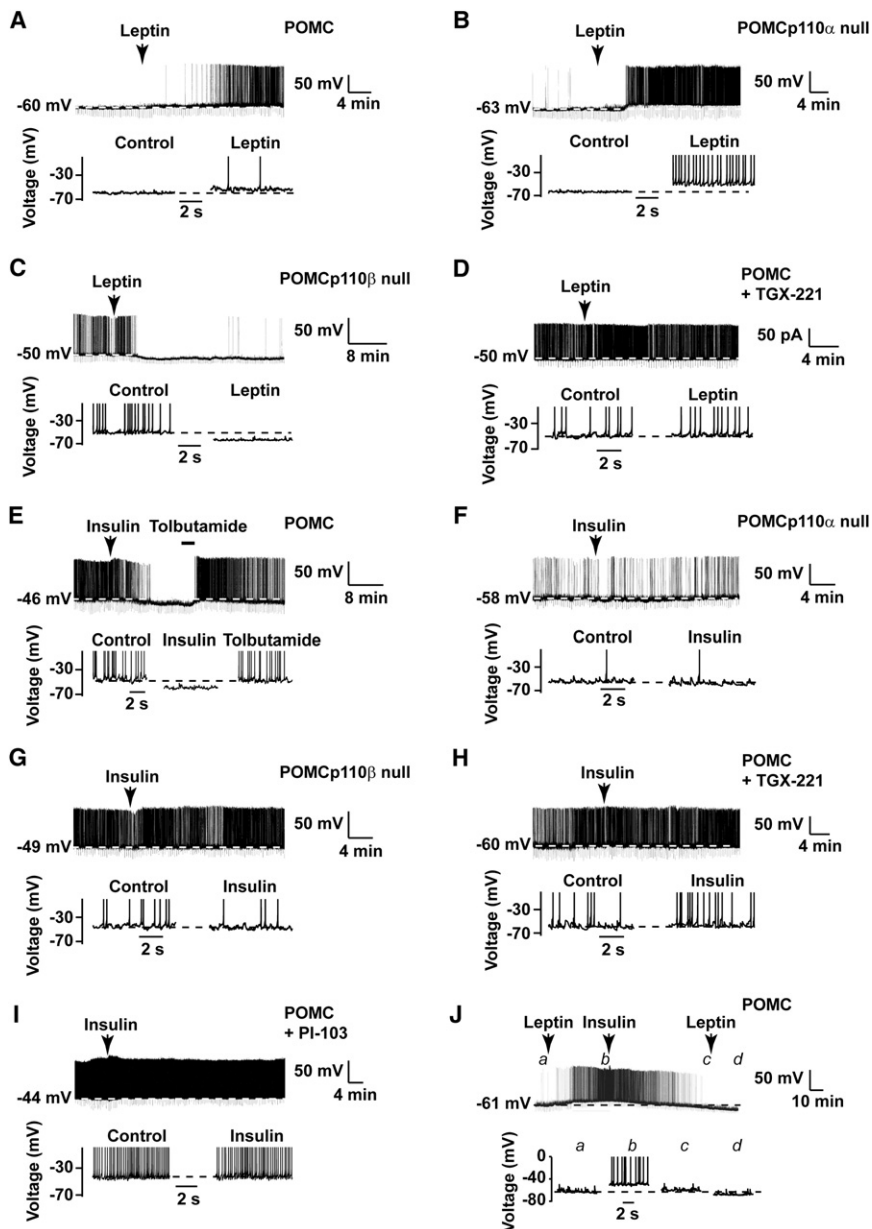 A
Leptin
POMC
50 mV
4 min
-60 mV
Control
Leptin
Voltage (mV)
-30
-70
2 s
B
Leptin
POMCp110α null
50 mV
4 min
-63 mV
Control
Leptin
Voltage (mV)
-30
-70
2 s
C
Leptin
POMCp110β null
50 mV
8 min
-50 mV
Control
Leptin
Voltage (mV)
-30
-70
2 s
D
Leptin
POMC
+ TGX-221
50 pA
4 min
-50 mV
Control
Leptin
Voltage (mV)
-30
-70
2 s
E
Insulin Tolbutamide
POMC
50 mV
8 min
-46 mV
Control Insulin Tolbutamide
Voltage (mV)
-30
-70
2 s
F
Insulin
POMCp110α null
50 mV
4 min
-58 mV
Control
Insulin
Voltage (mV)
-30
-70
2 s
G
Insulin
POMCp110β null
50 mV
4 min
-49 mV
Control
Insulin
Voltage (mV)
-30
-70
2 s
H
Insulin
POMC
+ TGX-221
50 mV
4 min
-60 mV
Control
Insulin
Voltage (mV)
-30
-70
2 s
I
Insulin
POMC
+ PI-103
50 mV
4 min
-44 mV
Control
Insulin
Voltage (mV)
-30
-70
2 s
J
POMC
Leptin Insulin Leptin
a b c d
50 mV
10 min
-61 mV
a b c d
Voltage (mV)
0
-40
-80
2 s